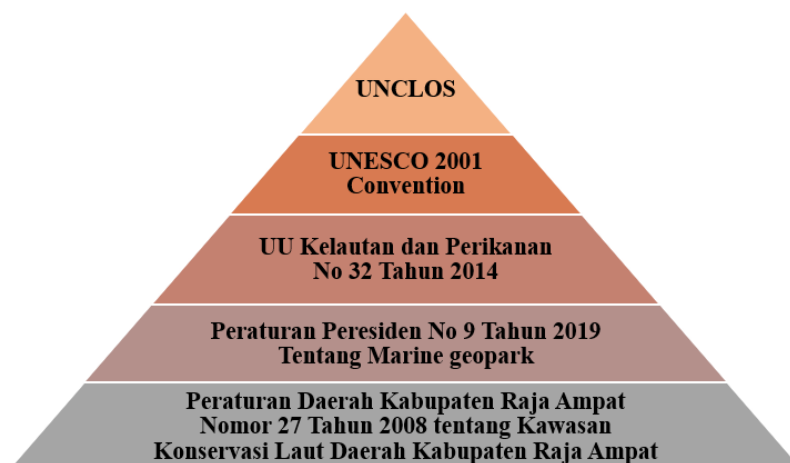 UNCLOS
UNESCO 2001
Convention
UU Kelautan dan Perikanan
No 32 Tahun 2014
Peraturan Peresiden No 9 Tahun 2019
Tentang Marine geopark
Peraturan Daerah Kabupaten Raja Ampat
Nomor 27 Tahun 2008 tentang Kawasan
Konservasi Laut Daerah Kabupaten Raja Ampat